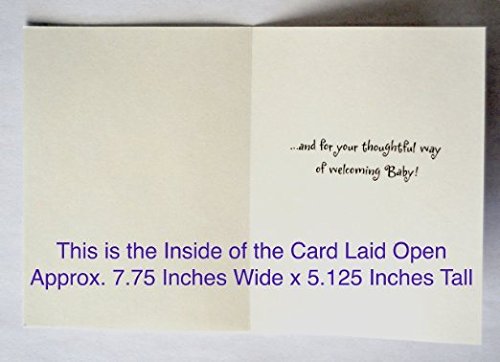 ...and for your thoughtful way
of welcoming Baby!
This is the Inside of the Card Laid Open
Approx. 7.75 Inches Wide x 5.125 Inches Tall